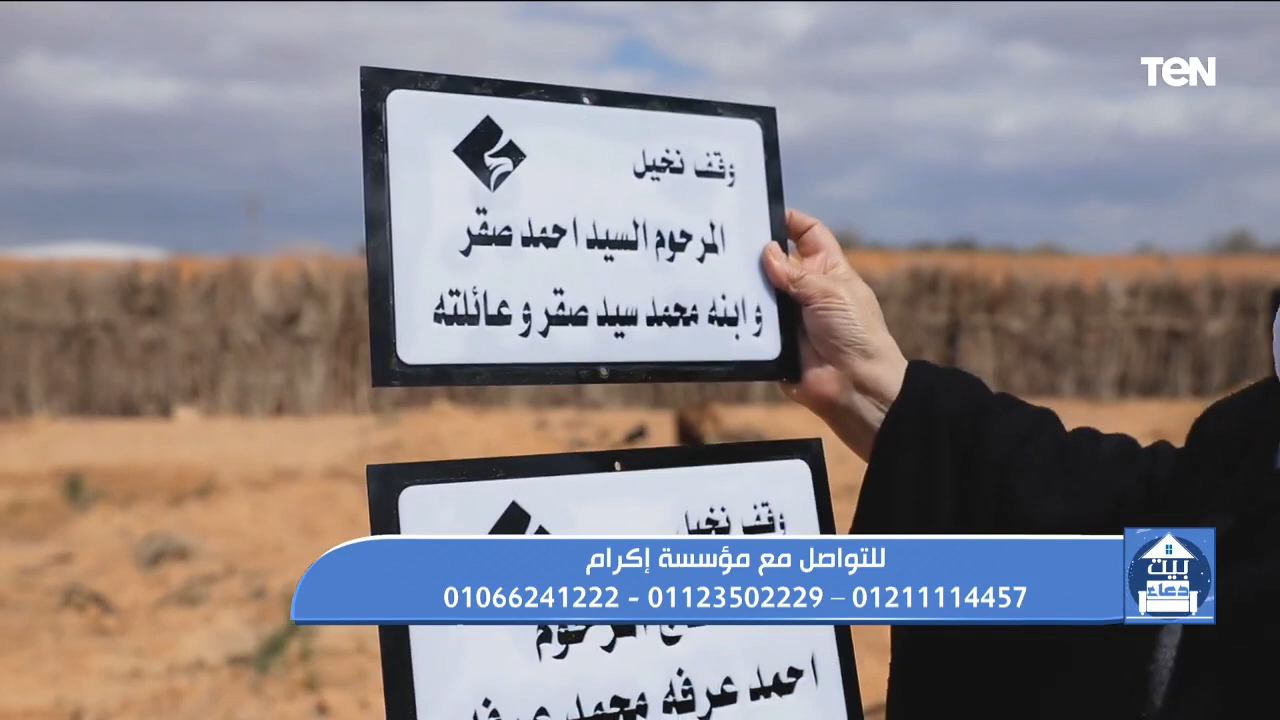 TEN
وقف نخيل
المرحوم السيد احمد صقر
و ابنه محمد سيد صقر و عائلته
وقف نخيل
المرحوم
احمد عرفه محمد عرفه
للتواصل مع مؤسسة إكرام
01066241222 - 01123502229 – 01211114457
بيت
دعاء